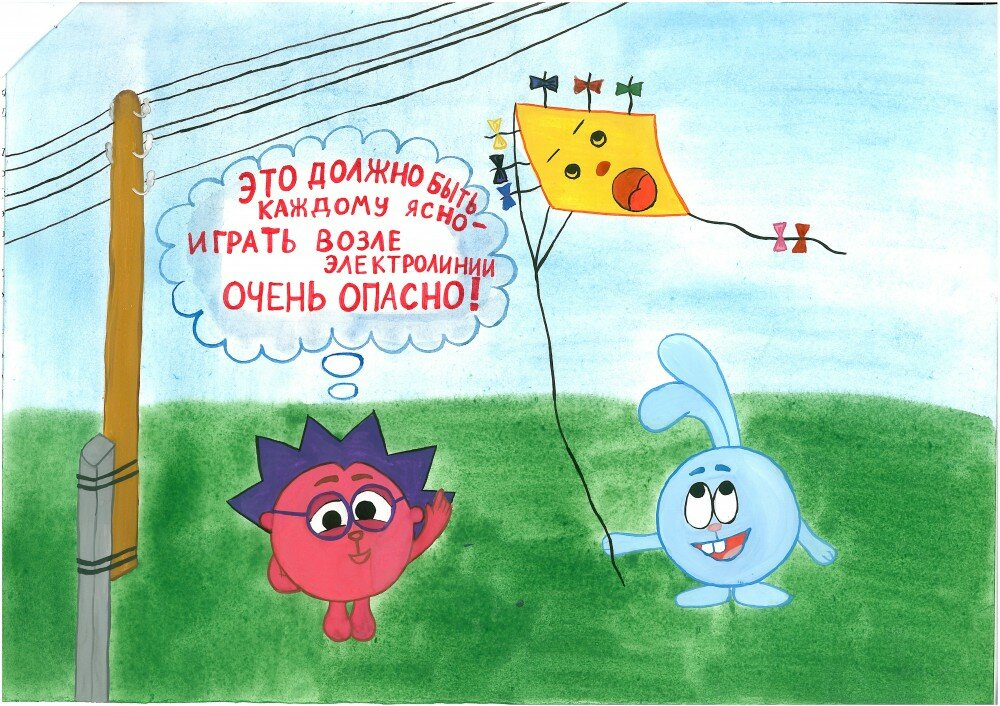 ЭТО ДОЛЖНО БЫТЬ
КАЖДОМУ ЯСНО-
ИГРАТЬ ВОЗЛЕ
ЭЛЕКТРОЛИНИИ
ОЧЕНЬ ОПАСНО!